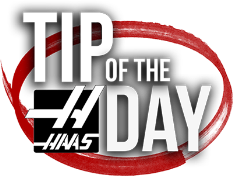 TIP
OF THE
DAY
HAAS